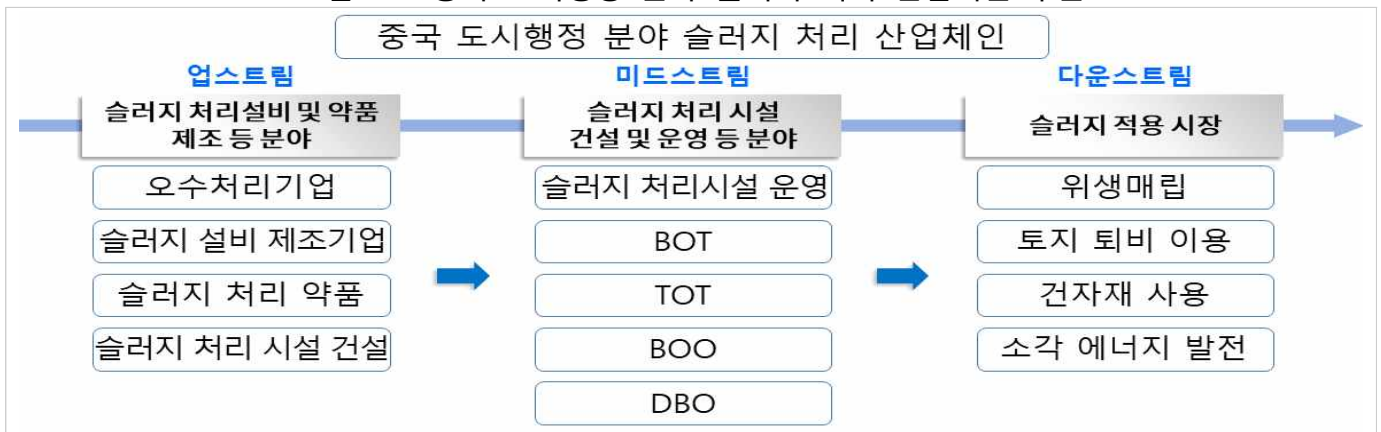 중국 도시행정 분야 슬러지 처리 산업체인
업스트림
슬러지 처리설비 및 약품
제조 등 분야
오수처리기업
슬러지 설비 제조기업
슬러지 처리 약품
슬러지 처리 시설 건설
미드스트림
슬러지 처리 시설
건설 및 운영 등 분야
슬러지 처리시설 운영
BOT
TOT
BOO
DBO
다운스트림
슬러지 적용 시장
위생매립
토지 퇴비 이용
건자재 사용
소각 에너지 발전